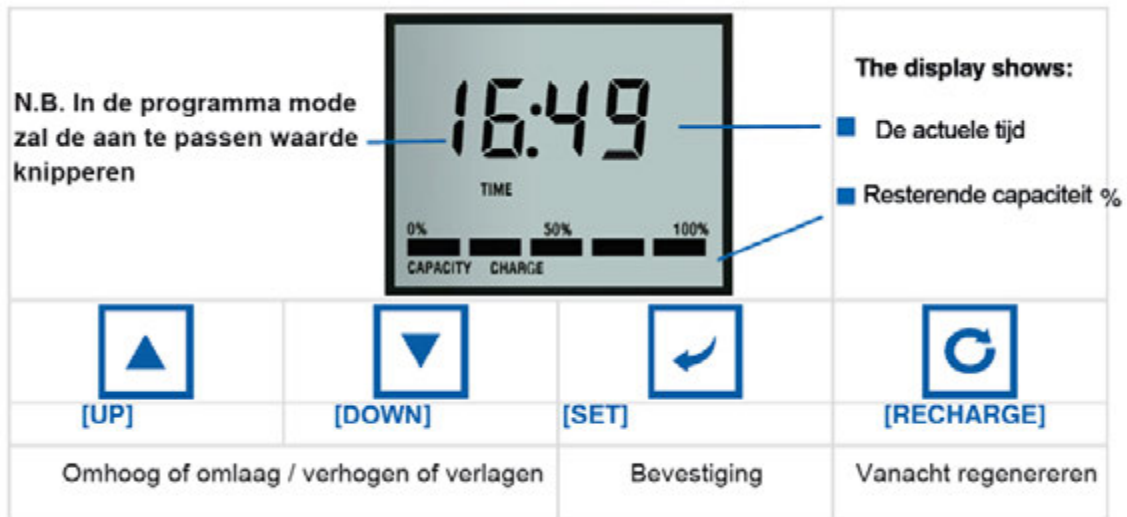 N.B. In de programma mode
zal de aan te passen waarde
knipperen
16:49
TIME
0% 50% 100%
CAPACITY CHARGE
The display shows:
De actuele tijd
Resterende capaciteit %
[UP] [DOWN] [SET] [RECHARGE]
Omhoog of omlaag / verhogen of verlagen
Bevestiging
Vanacht regenereren